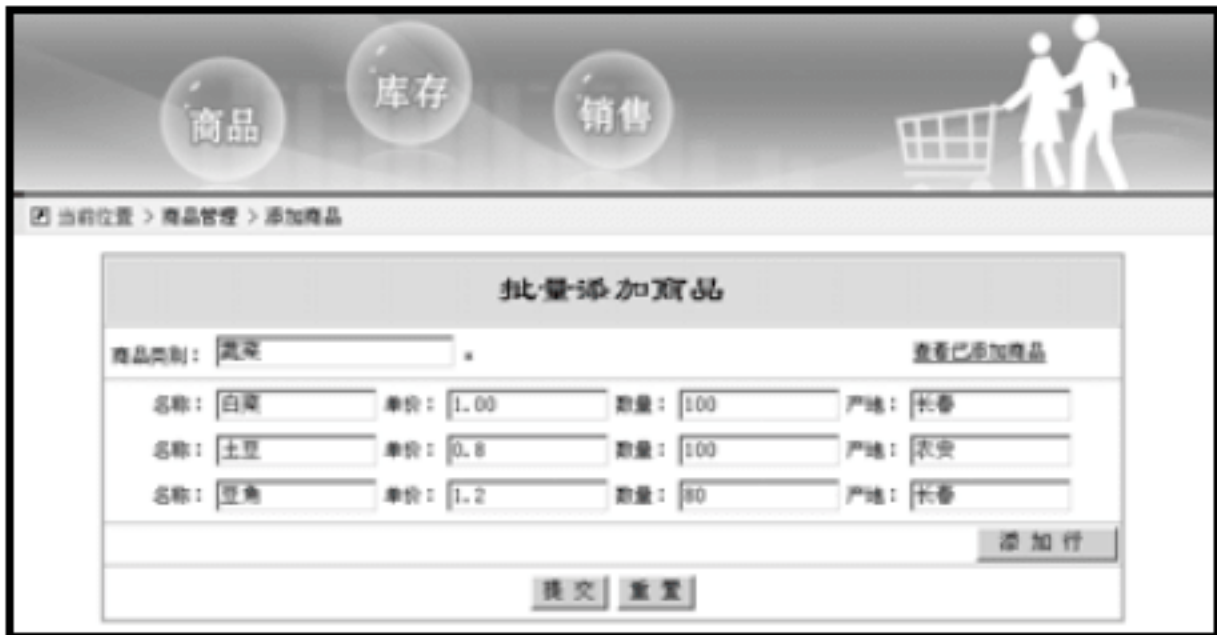 商品 库存 销售
当前位置 > 商品管理 > 添加商品
批量添加商品
商品类别： 蔬菜 * 查看已添加商品
名称： 白菜 单价： 1.00 数量： 100 产地： 长春
名称： 土豆 单价： 0.8 数量： 100 产地： 农安
名称： 豆角 单价： 1.2 数量： 80 产地： 长春
添 加 行
提 交 重 置